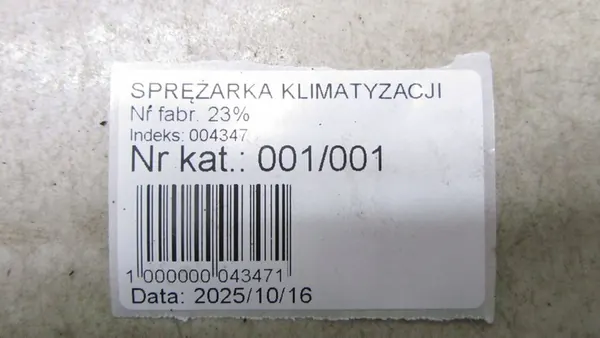 SPRĘŻARKA KLIMATYZACJI
Nr fabr. 23%
Indeks: 004347
Nr kat.: 001/001
1 000000 043471
Data: 2025/10/16